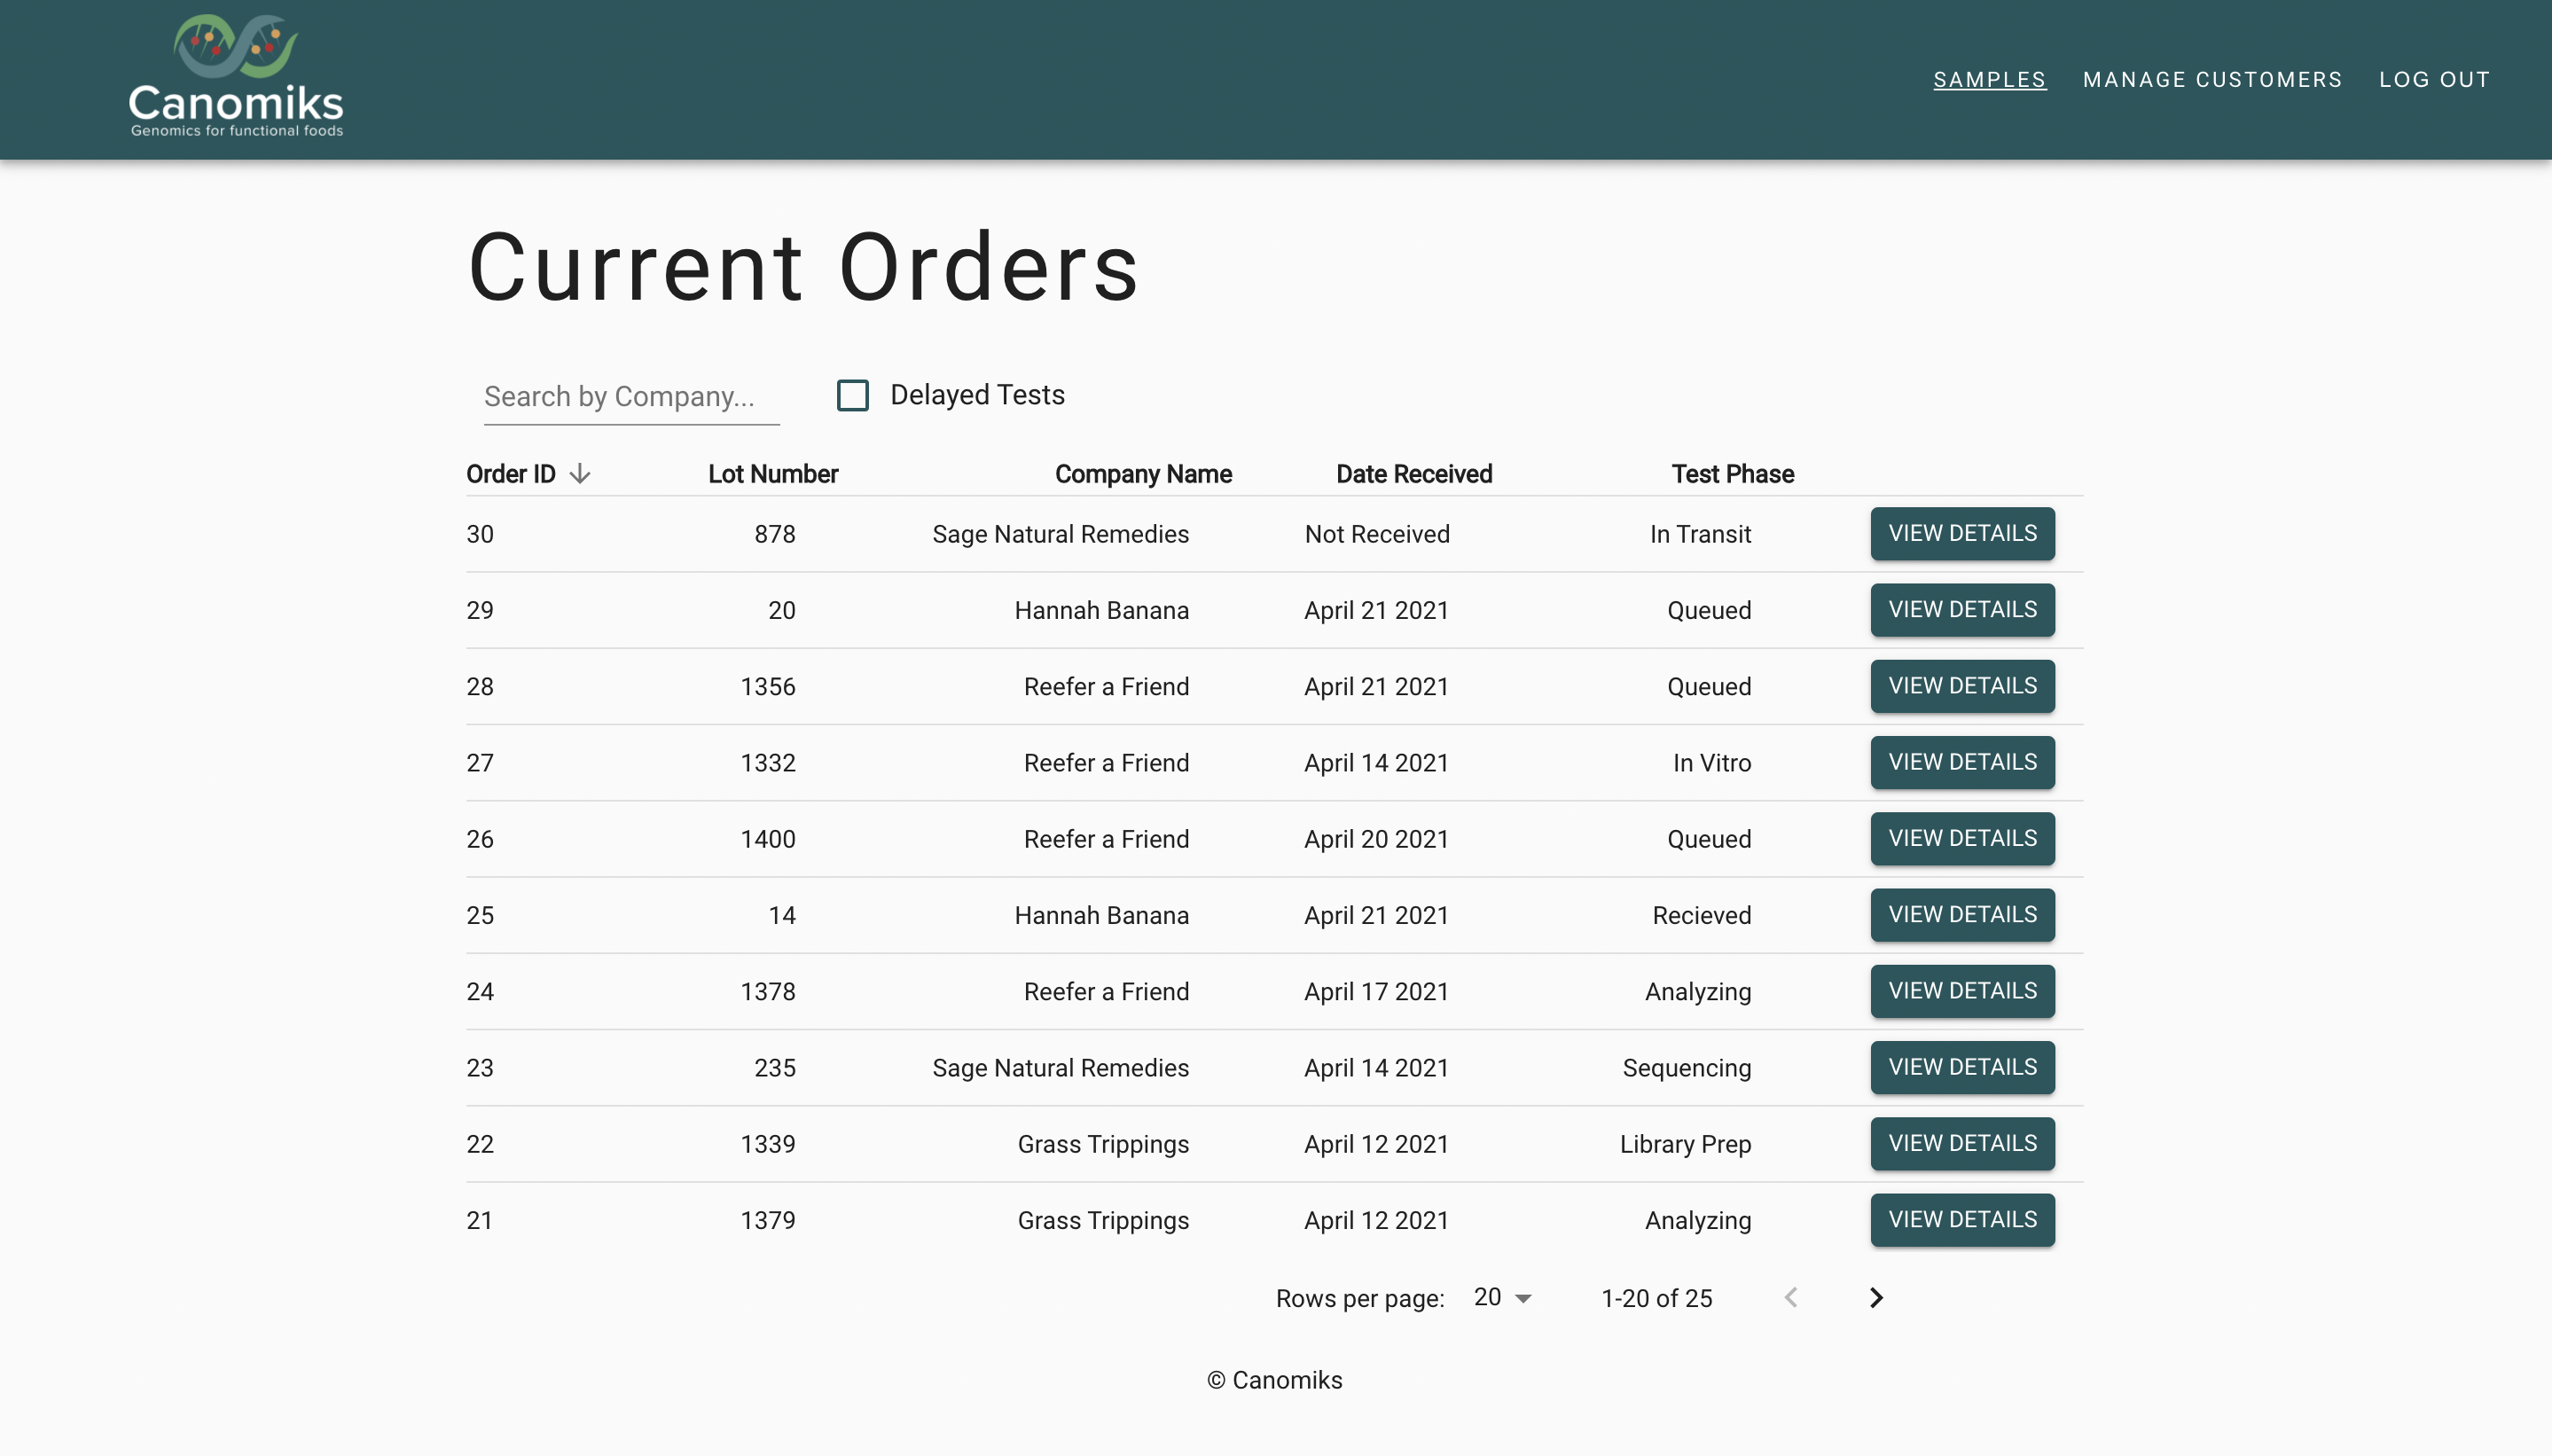 Canomiks
Genomics for functional foods
SAMPLES MANAGE CUSTOMERS LOG OUT
Current Orders
Search by Company... Delayed Tests
Order ID Lot Number Company Name Date Received Test Phase
30 878 Sage Natural Remedies Not Received In Transit VIEW DETAILS
29 20 Hannah Banana April 21 2021 Queued VIEW DETAILS
28 1356 Reefer a Friend April 21 2021 Queued VIEW DETAILS
27 1332 Reefer a Friend April 14 2021 In Vitro VIEW DETAILS
26 1400 Reefer a Friend April 20 2021 Queued VIEW DETAILS
25 14 Hannah Banana April 21 2021 Recieved VIEW DETAILS
24 1378 Reefer a Friend April 17 2021 Analyzing VIEW DETAILS
23 235 Sage Natural Remedies April 14 2021 Sequencing VIEW DETAILS
22 1339 Grass Trippings April 12 2021 Library Prep VIEW DETAILS
21 1379 Grass Trippings April 12 2021 Analyzing VIEW DETAILS
Rows per page: 20 1-20 of 25
© Canomiks